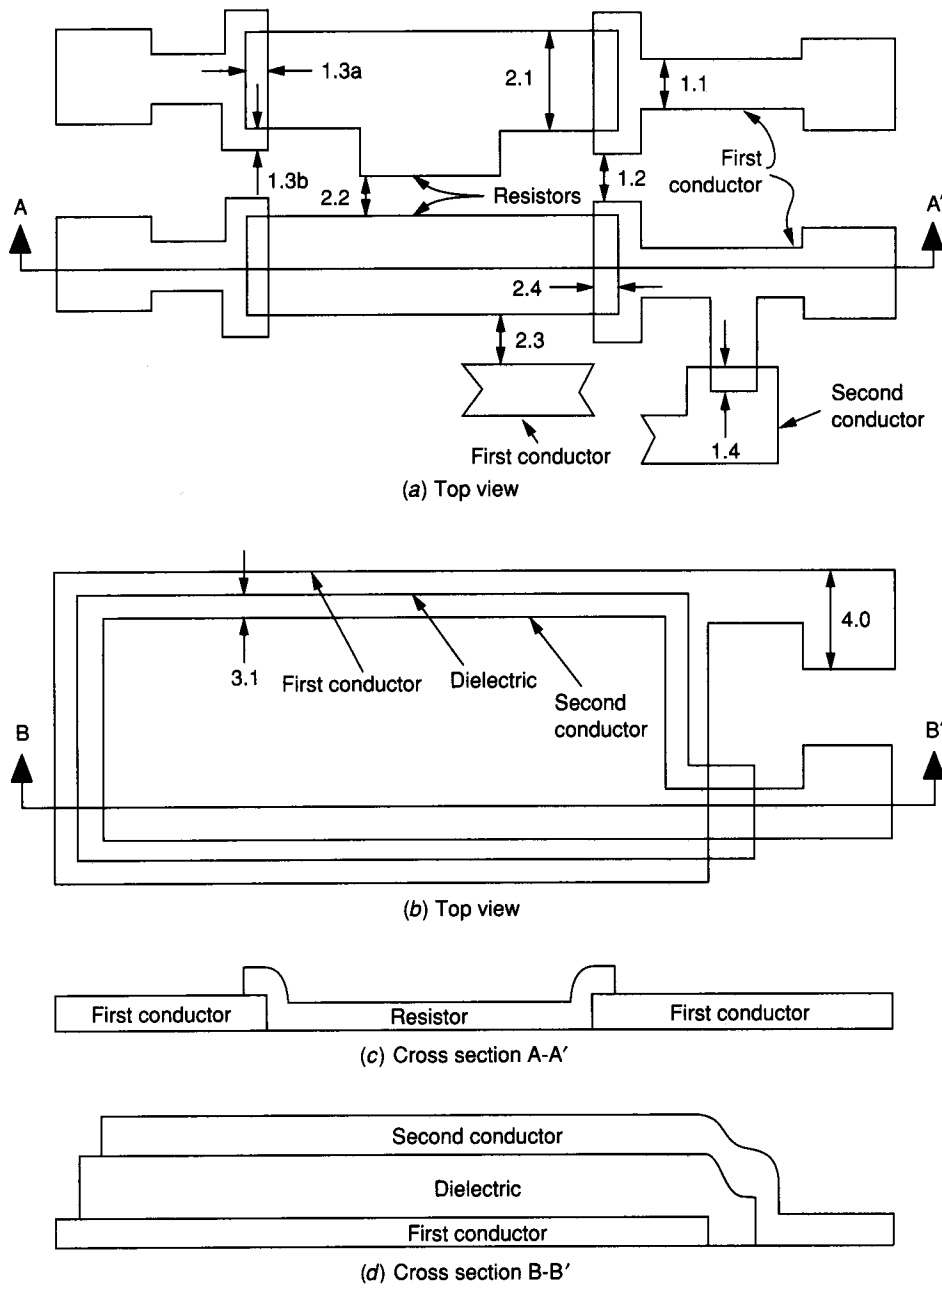 1.3a
2.1
1.1
1.3b
2.2
Resistors
1.2
First
conductor
A
A′
2.4
2.3
Second
conductor
First conductor
1.4
(a) Top view
3.1
First conductor
Dielectric
Second
conductor
4.0
B
B′
(b) Top view
First conductor
Resistor
First conductor
(c) Cross section A-A′
Second conductor
Dielectric
First conductor
(d) Cross section B-B′